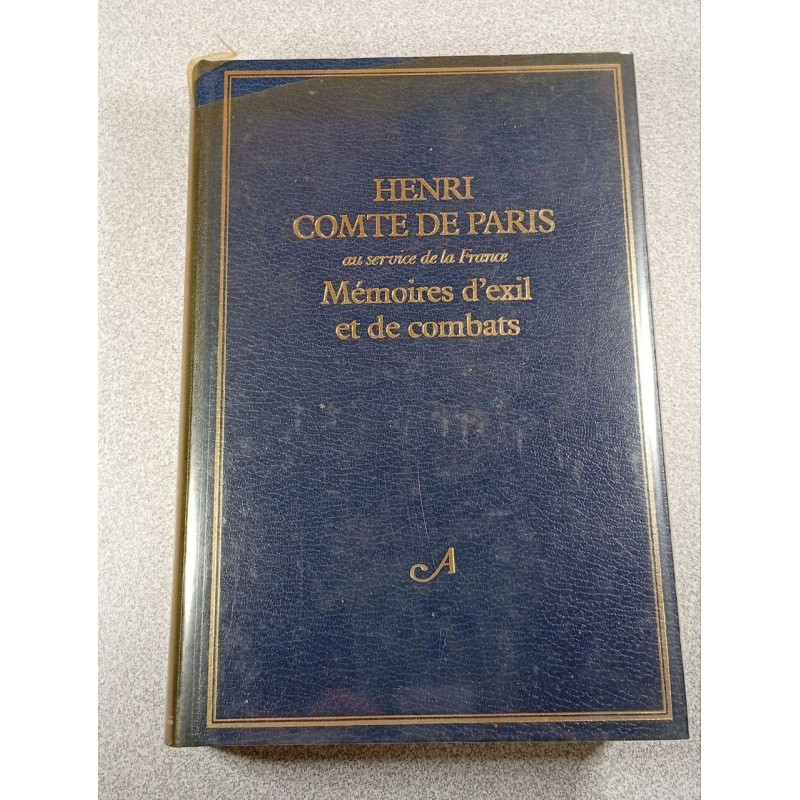 HENRI
COMTE DE PARIS
au service de la France
Mémoires d'exil
et de combats
A